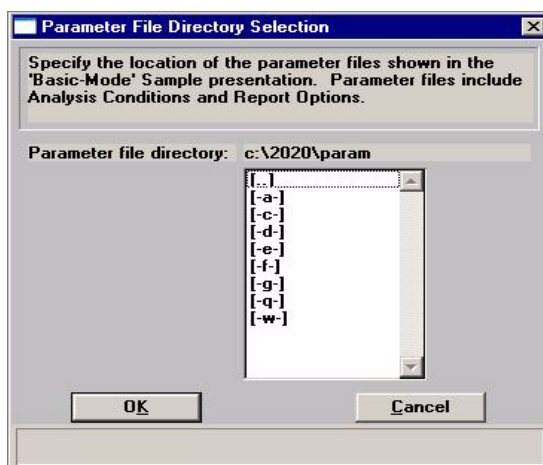 Parameter File Directory Selection
Specify the location of the parameter files shown in the
'Basic-Mode' Sample presentation. Parameter files include
Analysis Conditions and Report Options.
Parameter file directory: c:\2020\param
[..]
[-a-]
[-c-]
[-d-]
[-e-]
[-f-]
[-g-]
[-q-]
[-w-]
OK Cancel